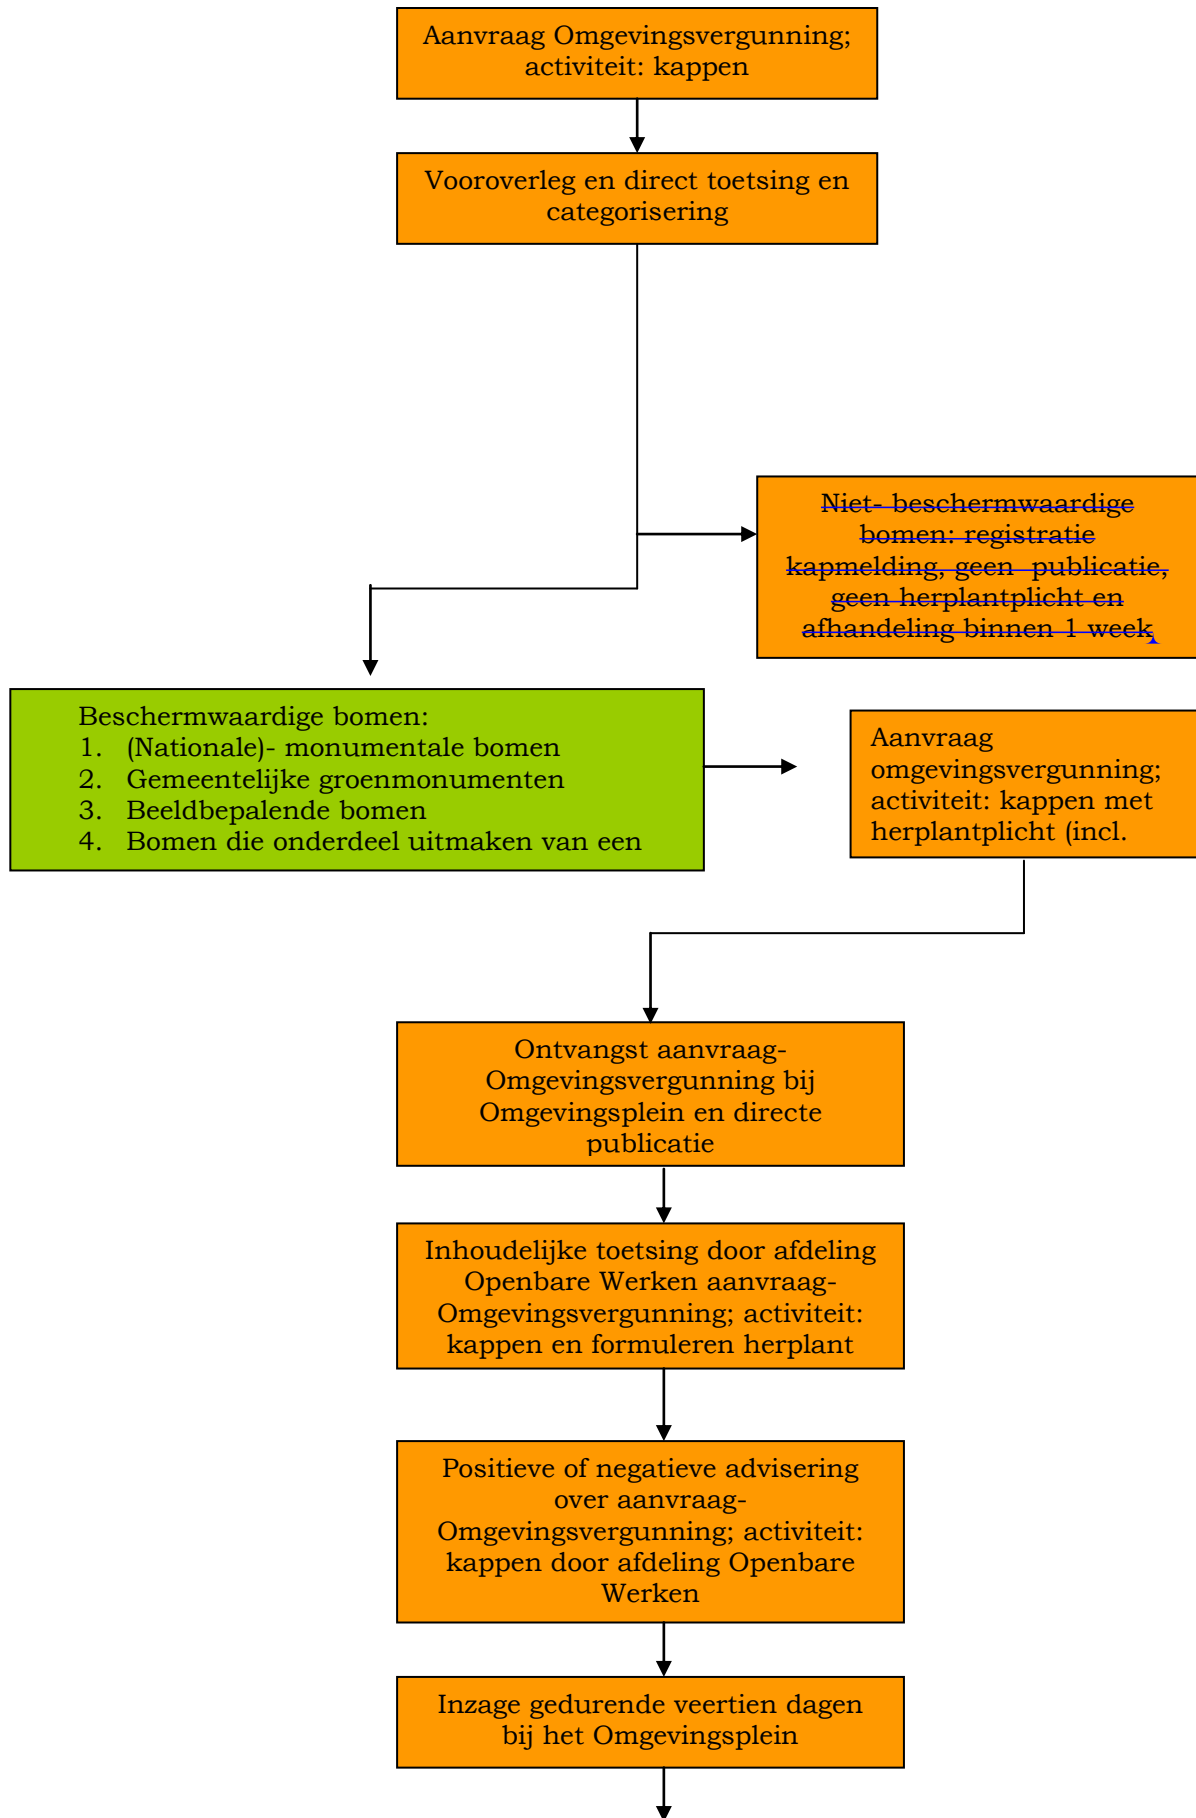 Aanvraag Omgevingsvergunning;
activiteit: kappen
Vooroverleg en direct toetsing en
categorisering
Niet- beschermwaardige
bomen: registratie
kapmelding, geen  publicatie,
geen herplantplicht en
afhandeling binnen 1 week
Beschermwaardige bomen:
1. (Nationale)- monumentale bomen
2. Gemeentelijke groenmonumenten
3. Beeldbepalende bomen
4. Bomen die onderdeel uitmaken van een
Aanvraag
omgevingsvergunning;
activiteit: kappen met
herplantplicht (incl.
Ontvangst aanvraag-
Omgevingsvergunning bij
Omgevingsplein en directe
publicatie
Inhoudelijke toetsing door afdeling
Openbare Werken aanvraag-
Omgevingsvergunning; activiteit:
kappen en formuleren herplant
Positieve of negatieve advisering
over aanvraag-
Omgevingsvergunning; activiteit:
kappen door afdeling Openbare
Werken
Inzage gedurende veertien dagen
bij het Omgevingsplein